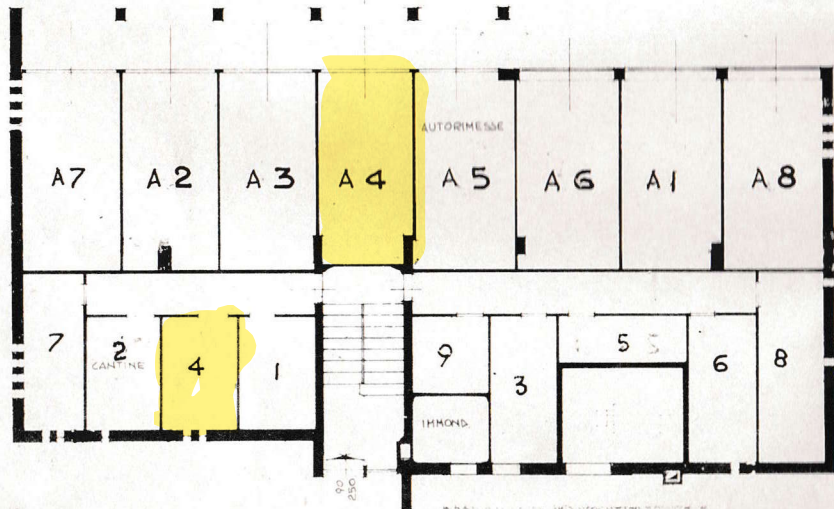 AUTORIMESSE
A7 A2 A3 A4 A5 A6 A1 A8
7 2 4 1 9 3 5 6 8
CANTINE
IMMOND.
90
250